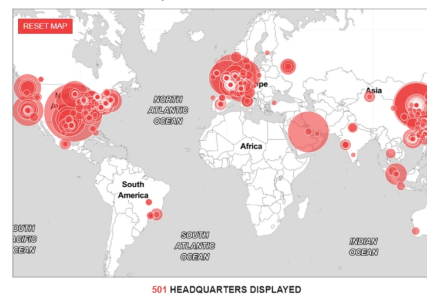 RESET MAP
NORTH
ATLANTIC
OCEAN
Asia
Africa
South
America
SOUTH
ATLANTIC
OCEAN
INDIAN
OCEAN
501 HEADQUARTERS DISPLAYED